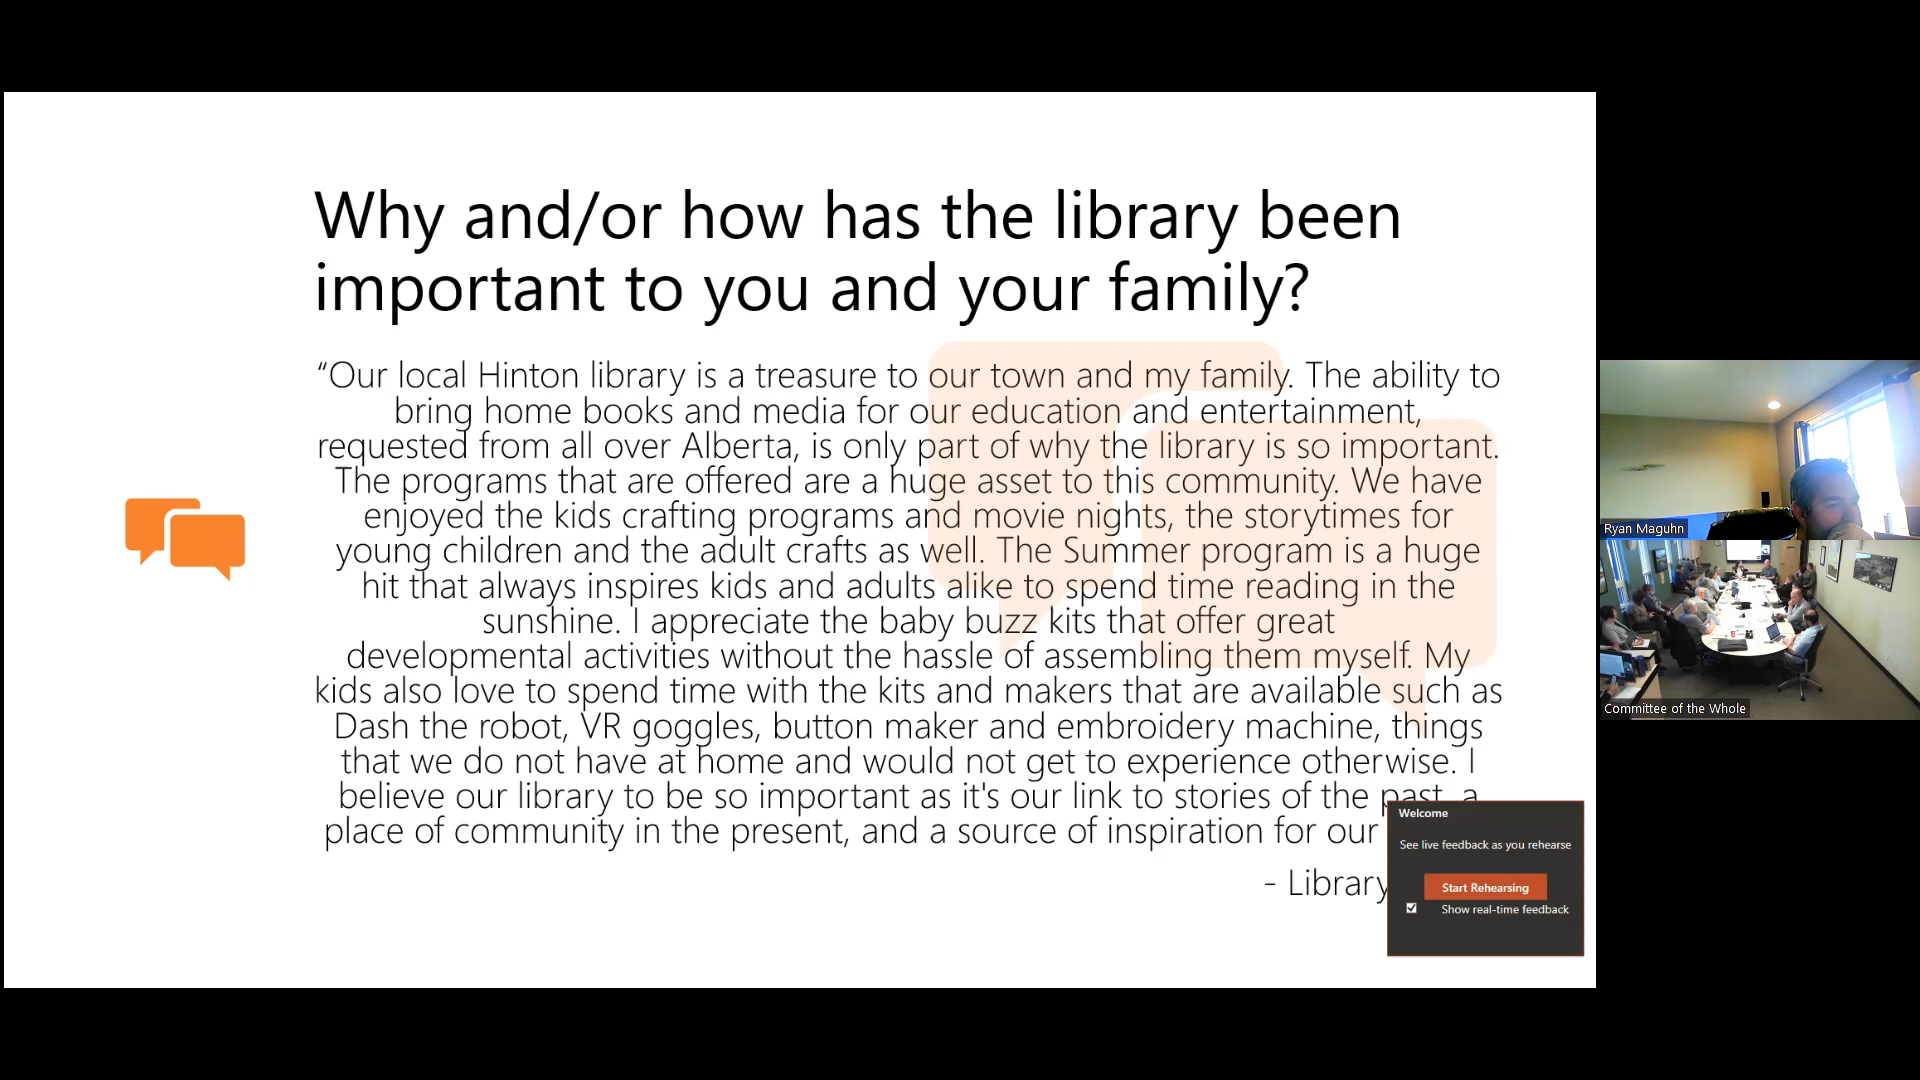 Why and/or how has the library been
important to you and your family?
“Our local Hinton library is a treasure to our town and my family. The ability to
bring home books and media for our education and entertainment,
requested from all over Alberta, is only part of why the library is so important.
The programs that are offered are a huge asset to this community. We have
enjoyed the kids crafting programs and movie nights, the storytimes for
young children and the adult crafts as well. The Summer program is a huge
hit that always inspires kids and adults alike to spend time reading in the
sunshine. I appreciate the baby buzz kits that offer great
developmental activities without the hassle of assembling them myself. My
kids also love to spend time with the kits and makers that are available such as
Dash the robot, VR goggles, button maker and embroidery machine, things
that we do not have at home and would not get to experience otherwise. I
believe our library to be so important as it's our link to stories of the past, a
place of community in the present, and a source of inspiration for our
- Library
Welcome
See live feedback as you rehearse
Start Rehearsing
Show real-time feedback
Ryan Maguhn
Committee of the Whole